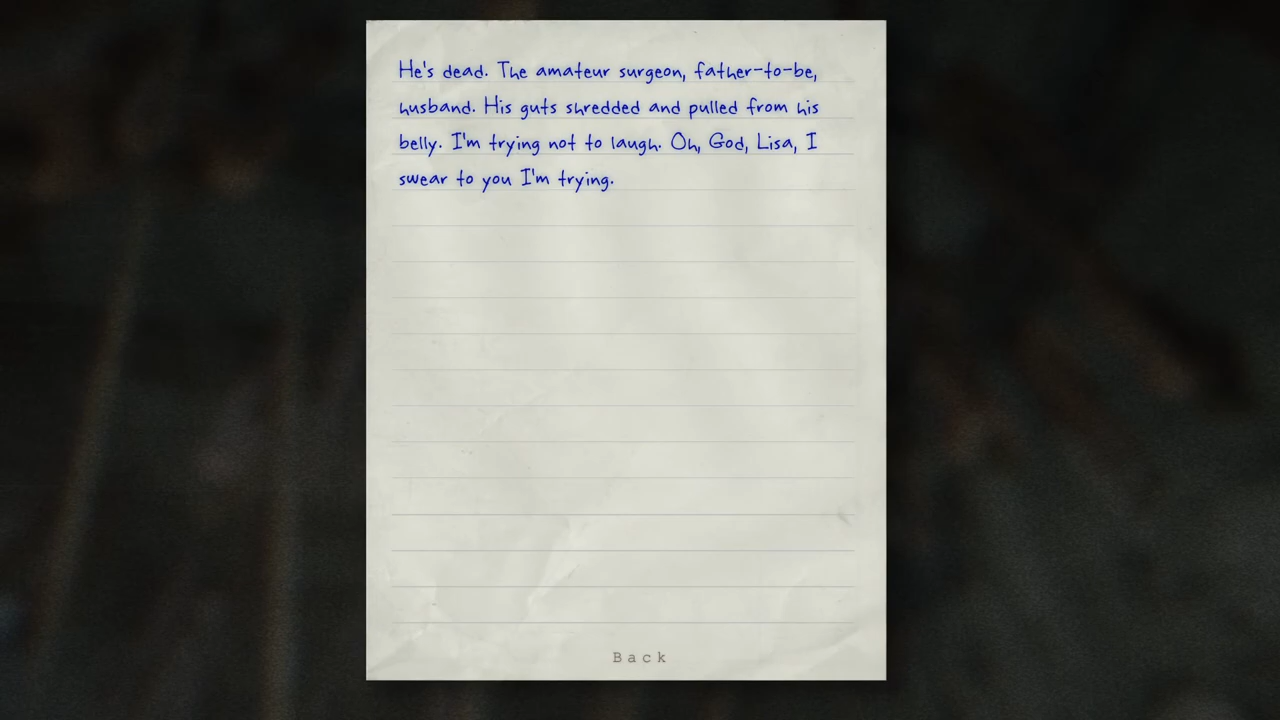 He's dead. The amateur surgeon, father-to-be,
husband. His guts shredded and pulled from his
belly. I'm trying not to laugh. Oh, God, Lisa, I
swear to you I'm trying.
Back